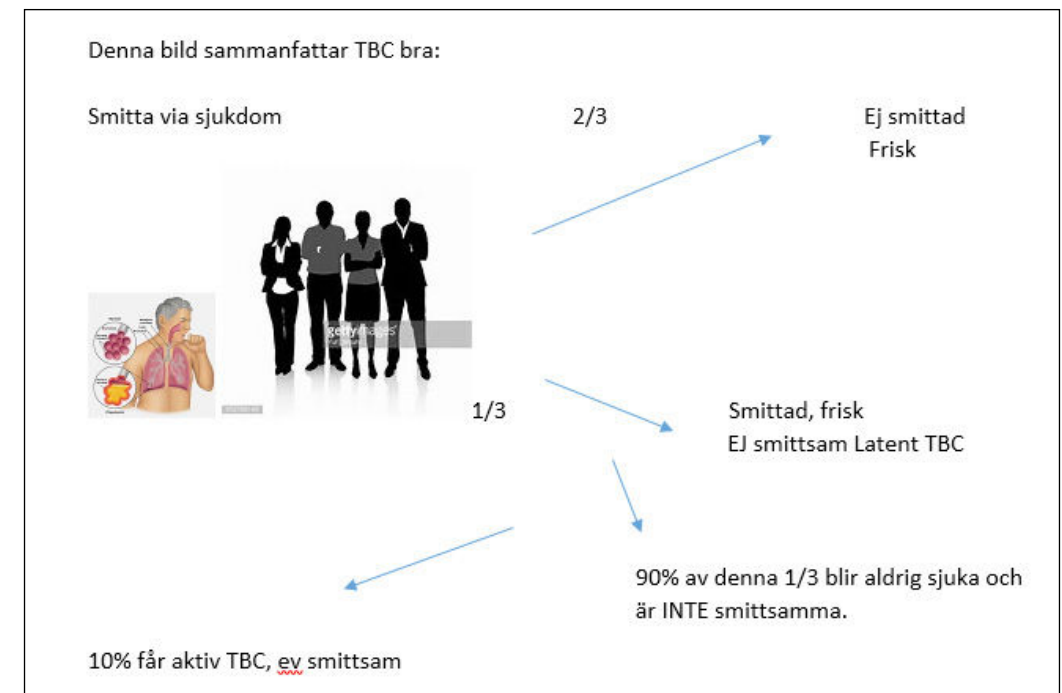 Denna bild sammanfattar TBC bra:
Smitta via sjukdom 2/3 Ej smittad
Frisk
gettyimages
1/3 Smittad, frisk
EJ smittsam Latent TBC
90% av denna 1/3 blir aldrig sjuka och
är INTE smittsamma.
10% får aktiv TBC, ev smittsam